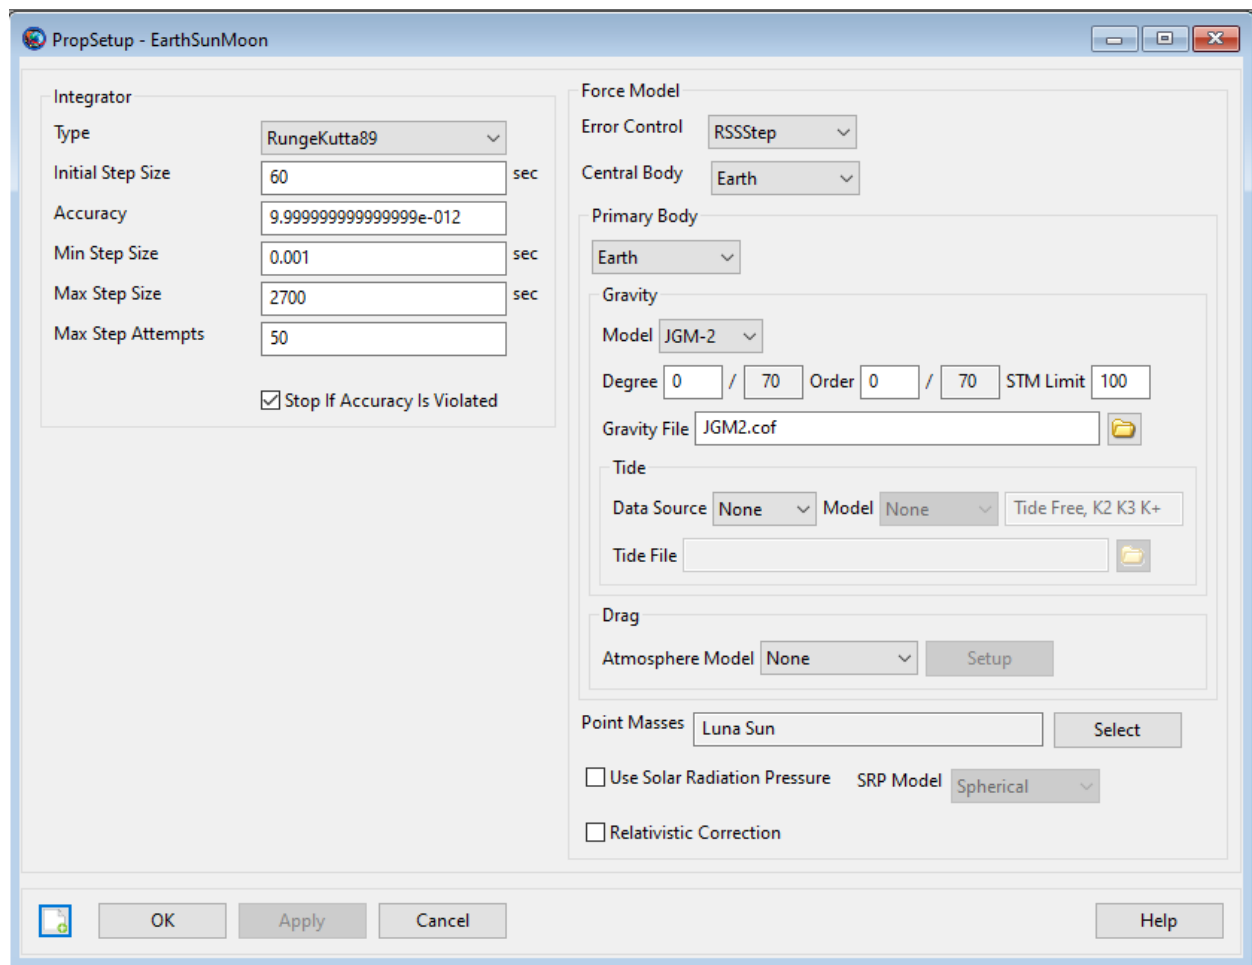 PropSetup - EarthSunMoon
Integrator
Type RungeKutta89
Initial Step Size 60 sec
Accuracy 9.999999999999999e-012
Min Step Size 0.001 sec
Max Step Size 2700 sec
Max Step Attempts 50
Stop If Accuracy Is Violated
Force Model
Error Control RSSStep
Central Body Earth
Primary Body
Earth
Gravity
Model JGM-2
Degree 0 / 70 Order 0 / 70 STM Limit 100
Gravity File JGM2.cof
Tide
Data Source None Model None Tide Free, K2 K3 K+
Tide File
Drag
Atmosphere Model None Setup
Point Masses Luna Sun Select
Use Solar Radiation Pressure SRP Model Spherical
Relativistic Correction
OK Apply Cancel Help